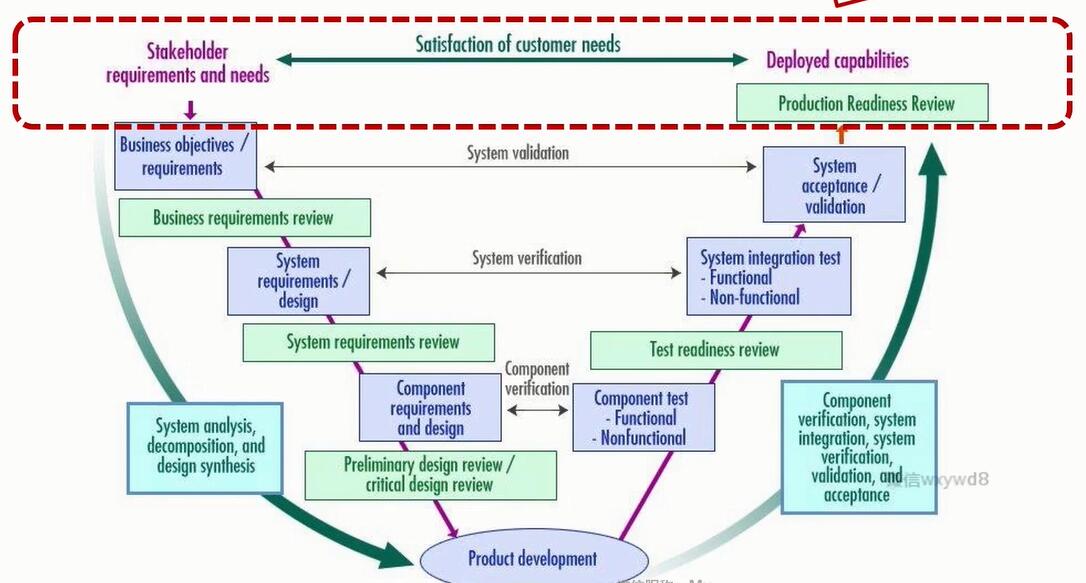 Stakeholder
requirements and needs
Satisfaction of customer needs
Deployed capabilities
Production Readiness Review
Business objectives /
requirements
System validation
System
acceptance /
validation
Business requirements review
System
requirements /
design
System verification
System integration test
- Functional
- Non-functional
System requirements review
Test readiness review
Component
verification
Component
requirements
and design
Component test
- Functional
- Nonfunctional
System analysis,
decomposition, and
design synthesis
Component
verification, system
integration, system
verification,
validation, and
acceptance
Preliminary design review /
critical design review
信wxywd8
Product development